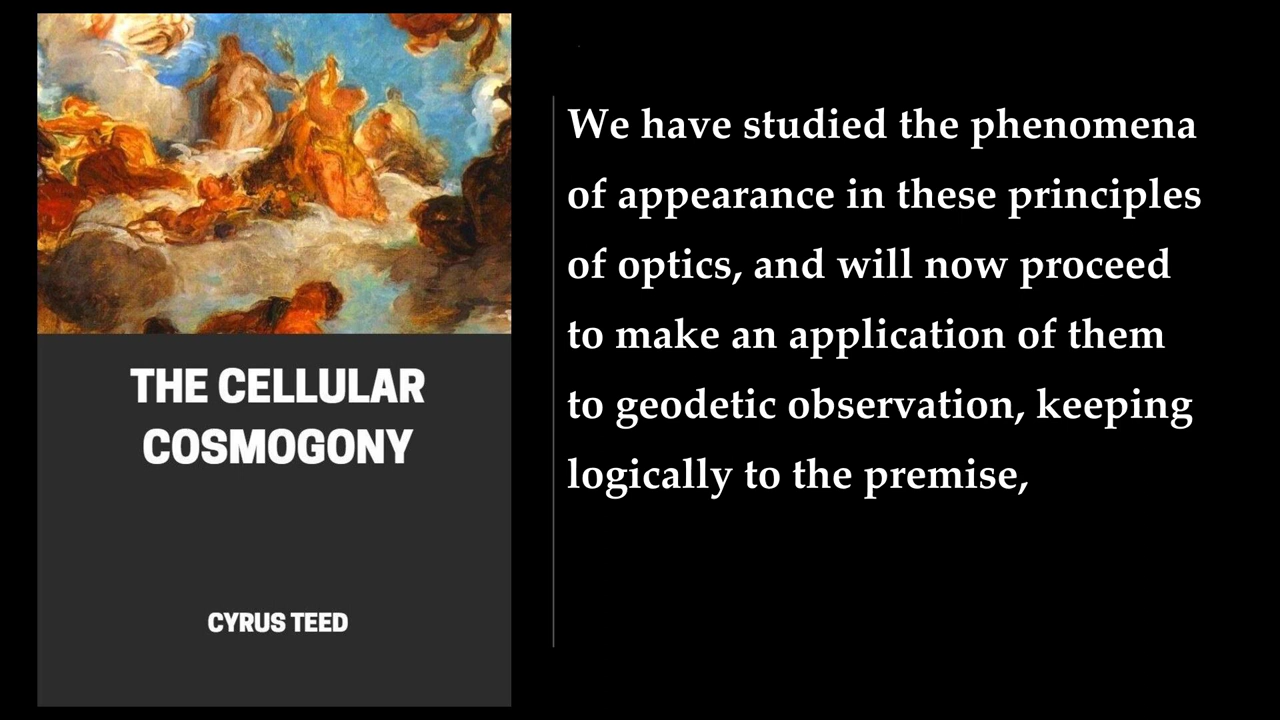 THE CELLULAR
COSMOGONY
CYRUS TEED
We have studied the phenomena
of appearance in these principles
of optics, and will now proceed
to make an application of them
to geodetic observation, keeping
logically to the premise,